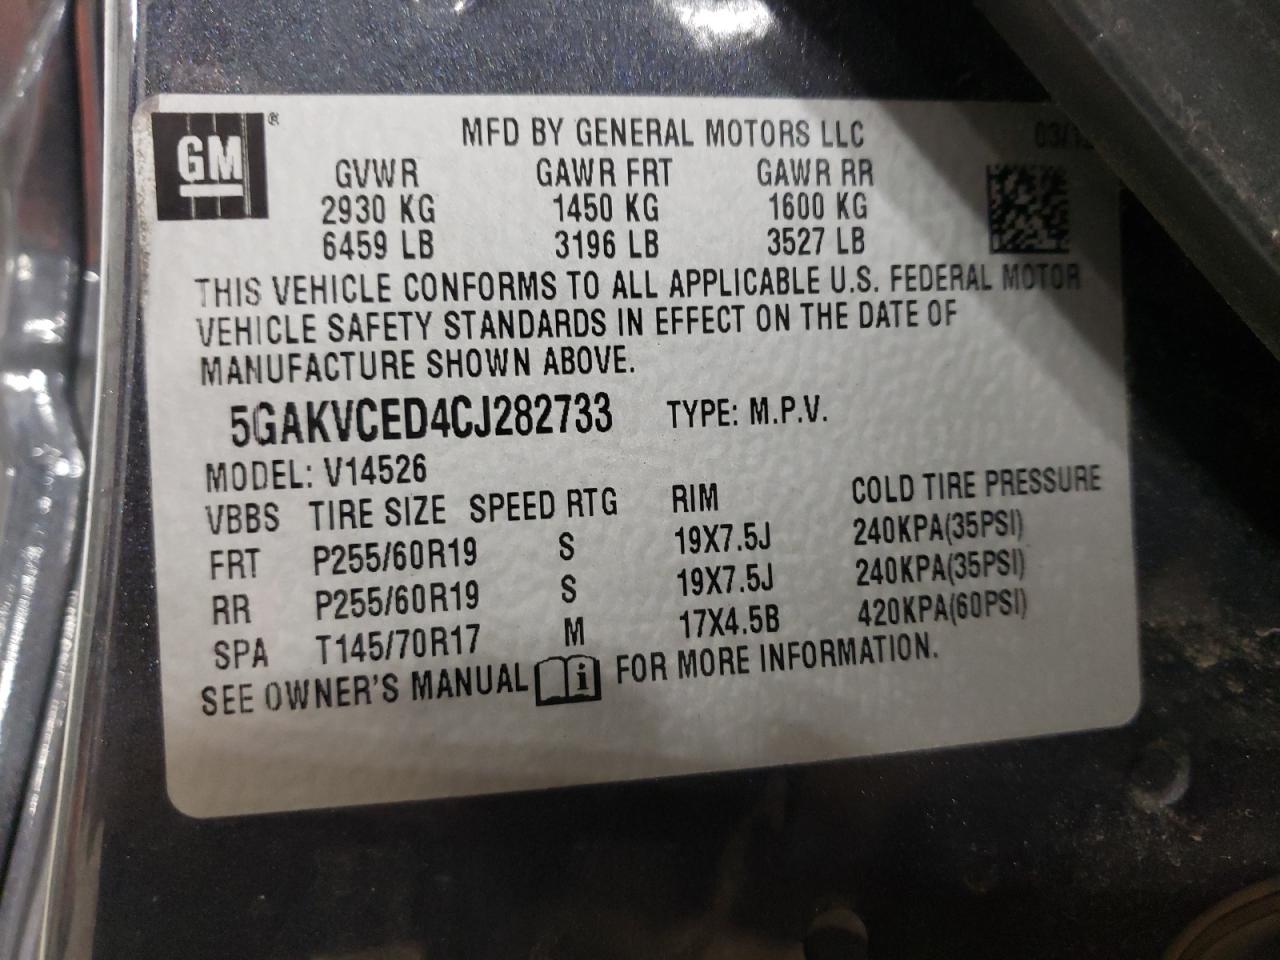 GM®
MFD BY GENERAL MOTORS LLC
GVWR GAWR FRT GAWR RR
2930 KG 1450 KG 1600 KG
6459 LB 3196 LB 3527 LB
THIS VEHICLE CONFORMS TO ALL APPLICABLE U.S. FEDERAL MOTOR
VEHICLE SAFETY STANDARDS IN EFFECT ON THE DATE OF
MANUFACTURE SHOWN ABOVE.
5GAKVCED4CJ282733 TYPE: M.P.V.
MODEL: V14526
VBBS TIRE SIZE SPEED RTG RIM COLD TIRE PRESSURE
FRT P255/60R19 S 19X7.5J 240KPA(35PSI)
RR P255/60R19 S 19X7.5J 240KPA(35PSI)
SPA T145/70R17 M 17X4.5B 420KPA(60PSI)
SEE OWNER'S MANUAL i FOR MORE INFORMATION.